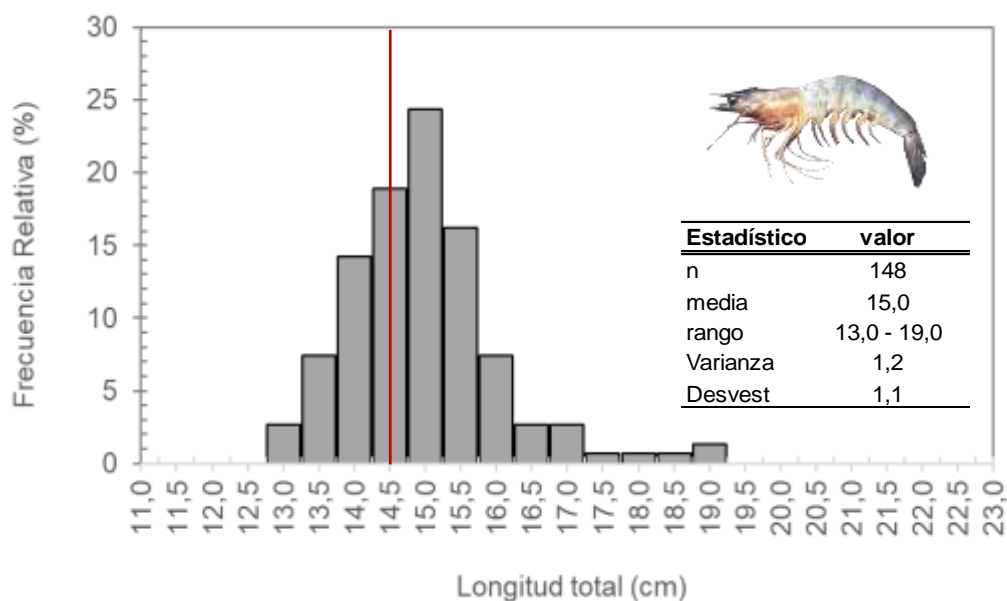 30
25
20
15
10
5
0
Frecuencia Relativa (%)
Estadístico valor
n 148
media 15,0
rango 13,0 - 19,0
Varianza 1,2
Desvest 1,1
11,0 11,5 12,0 12,5 13,0 13,5 14,0 14,5 15,0 15,5 16,0 16,5 17,0 17,5 18,0 18,5 19,0 19,5 20,0 20,5 21,0 21,5 22,0 22,5 23,0
Longitud total (cm)